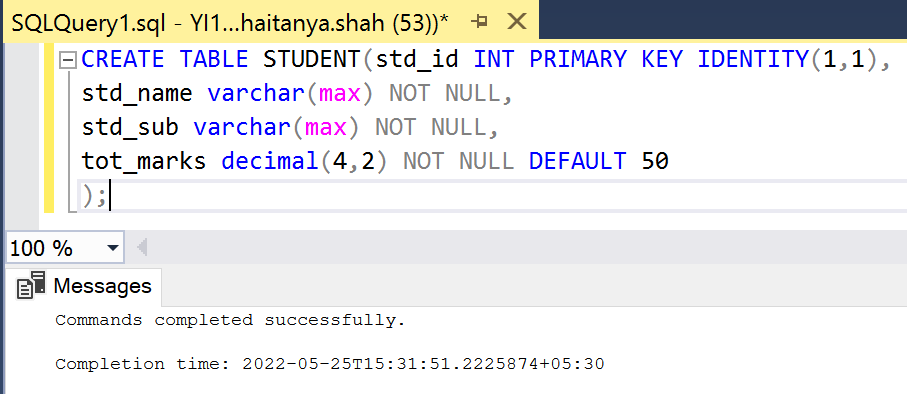 SQLQuery1.sql - YI1...haitanya.shah (53))*
CREATE TABLE STUDENT(std_id INT PRIMARY KEY IDENTITY(1,1),
std_name varchar(max) NOT NULL,
std_sub varchar(max) NOT NULL,
tot_marks decimal(4,2) NOT NULL DEFAULT 50
);
100 %
Messages
Commands completed successfully.
Completion time: 2022-05-25T15:31:51.2225874+05:30